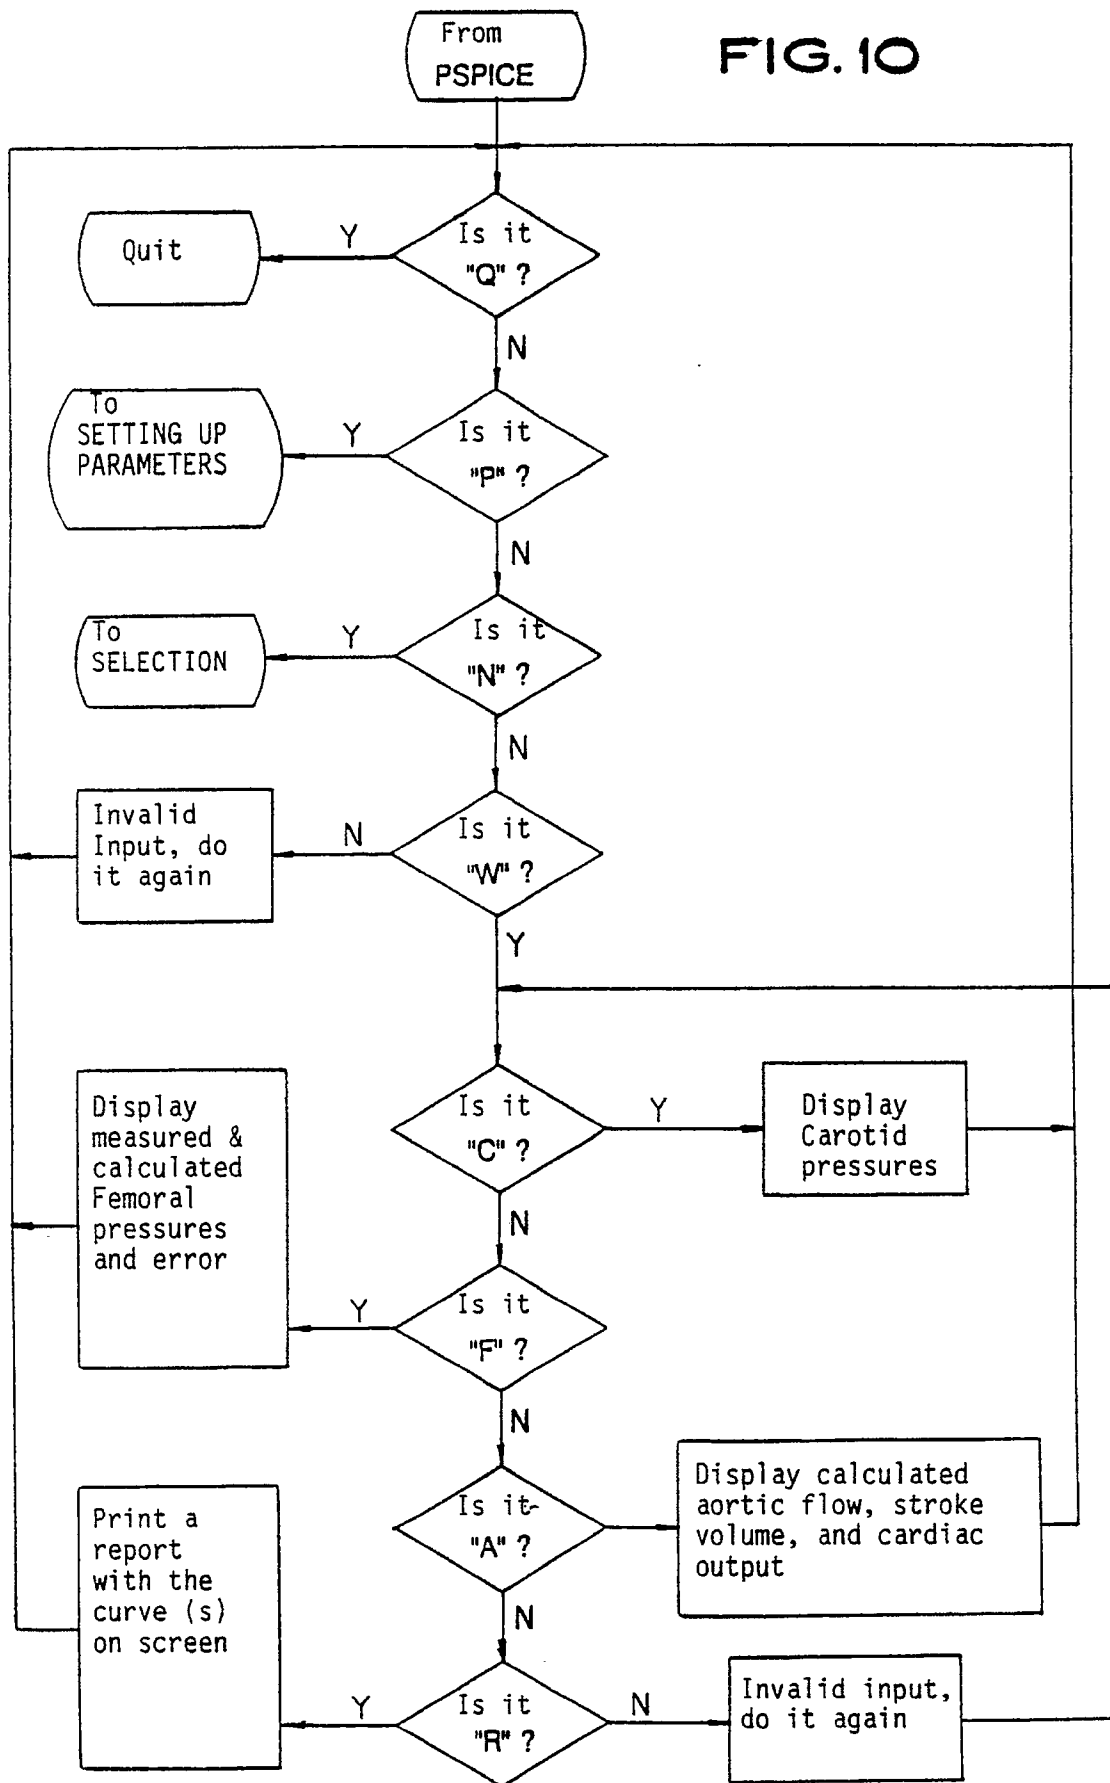 From
PSPICE
FIG. 10
Is it
"Q" ?
Y
Quit
N
Is it
"P" ?
Y
To
SETTING UP
PARAMETERS
N
Is it
"N" ?
Y
To
SELECTION
N
Is it
"W" ?
N
Invalid
Input, do
it again
Y
Is it
"C" ?
Y
Display
Carotid
pressures
N
Is it
"F" ?
Y
Display
measured &
calculated
Femoral
pressures
and error
N
Is it
"A" ?
Display calculated
aortic flow, stroke
volume, and cardiac
output
N
Is it
"R" ?
Y
Print a
report
with the
curve (s)
on screen
N
Invalid input,
do it again